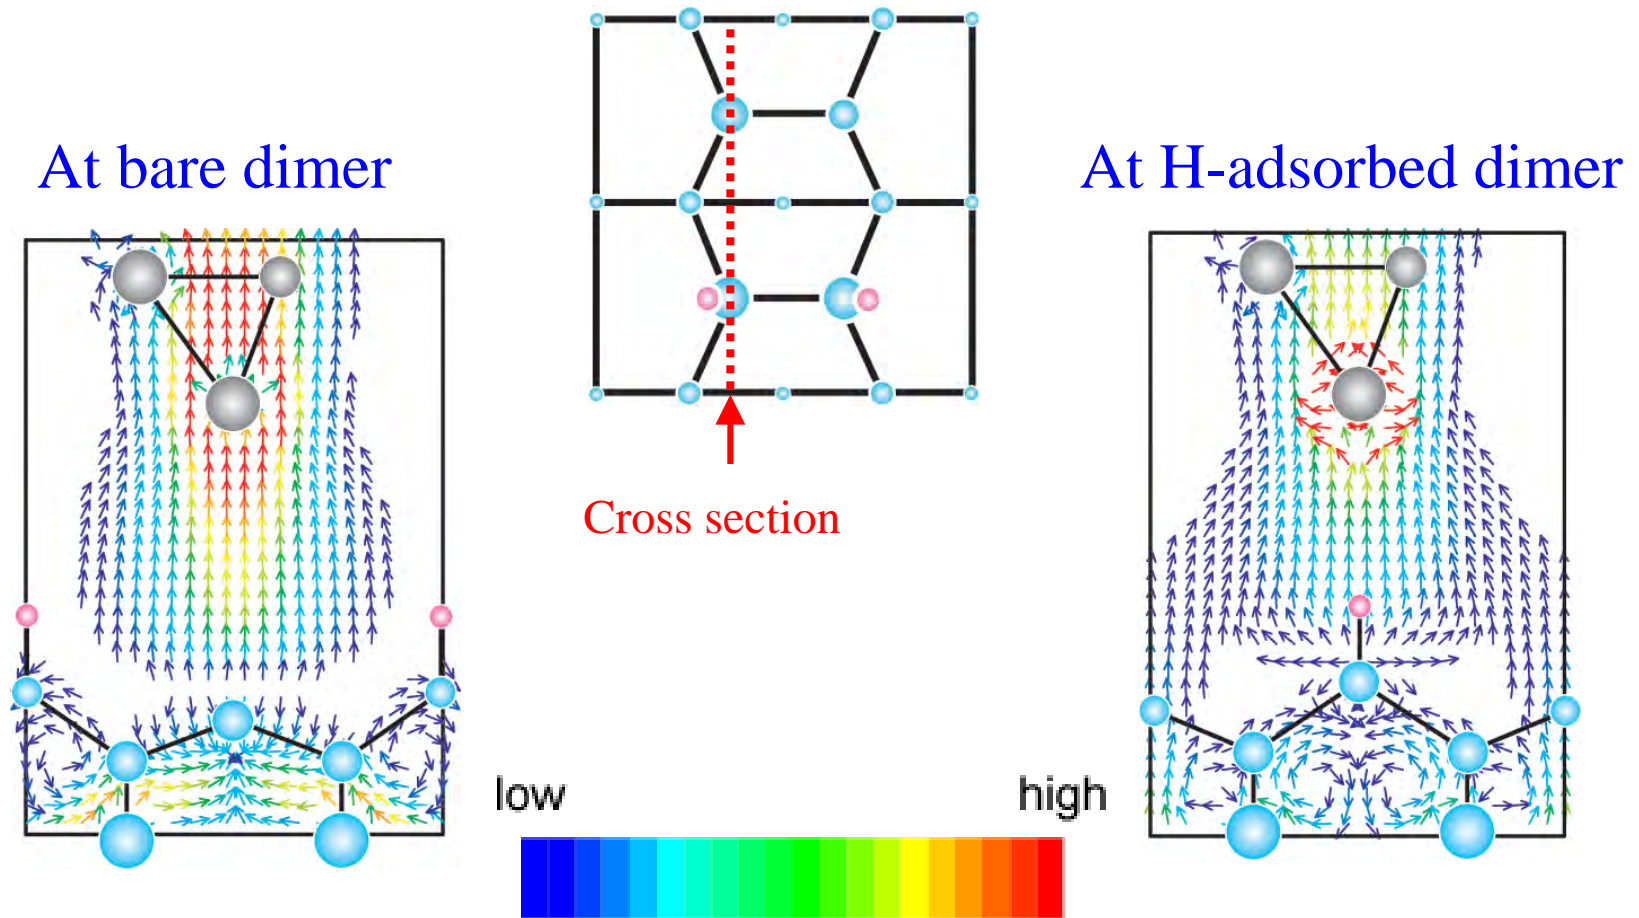 At bare dimer
At H-adsorbed dimer
Cross section
low
high